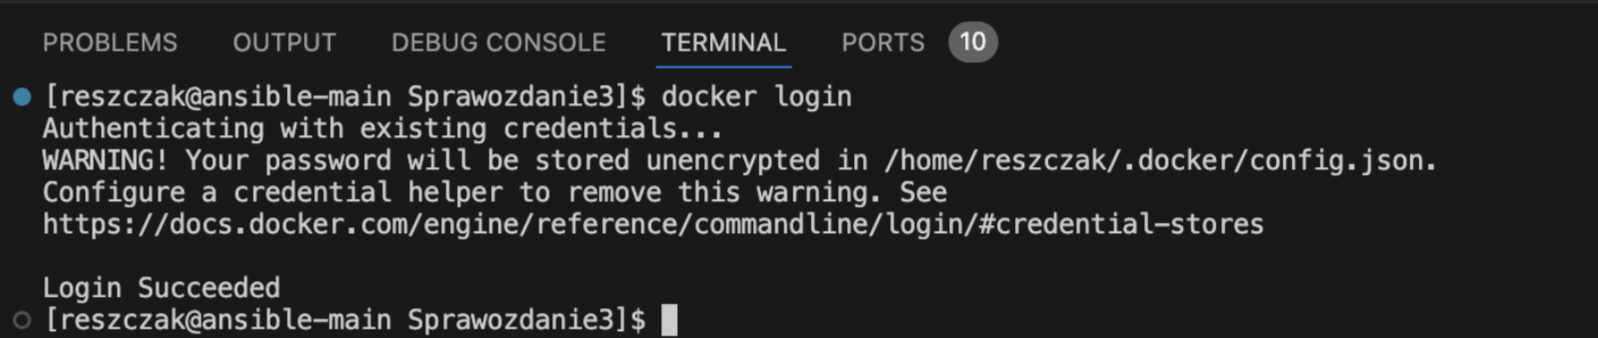 PROBLEMS OUTPUT DEBUG CONSOLE TERMINAL PORTS 10
[reszczak@ansible-main Sprawozdanie3]$ docker login
Authenticating with existing credentials...
WARNING! Your password will be stored unencrypted in /home/reszczak/.docker/config.json.
Configure a credential helper to remove this warning. See
https://docs.docker.com/engine/reference/commandline/login/#credential-stores
Login Succeeded
[reszczak@ansible-main Sprawozdanie3]$